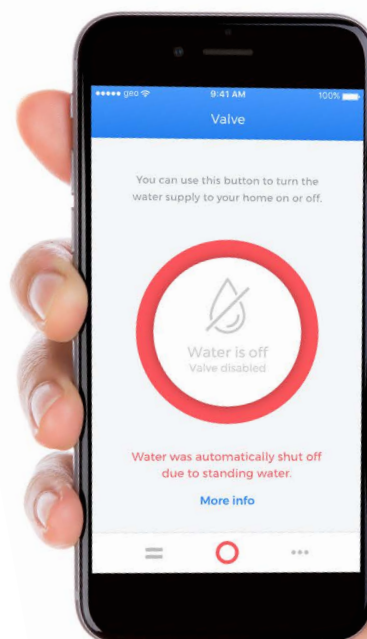 ●●●●● geo 9:41 AM 100%
Valve
You can use this button to turn the
water supply to your home on or off.
Water is off
Valve disabled
Water was automatically shut off
due to standing water.
More info